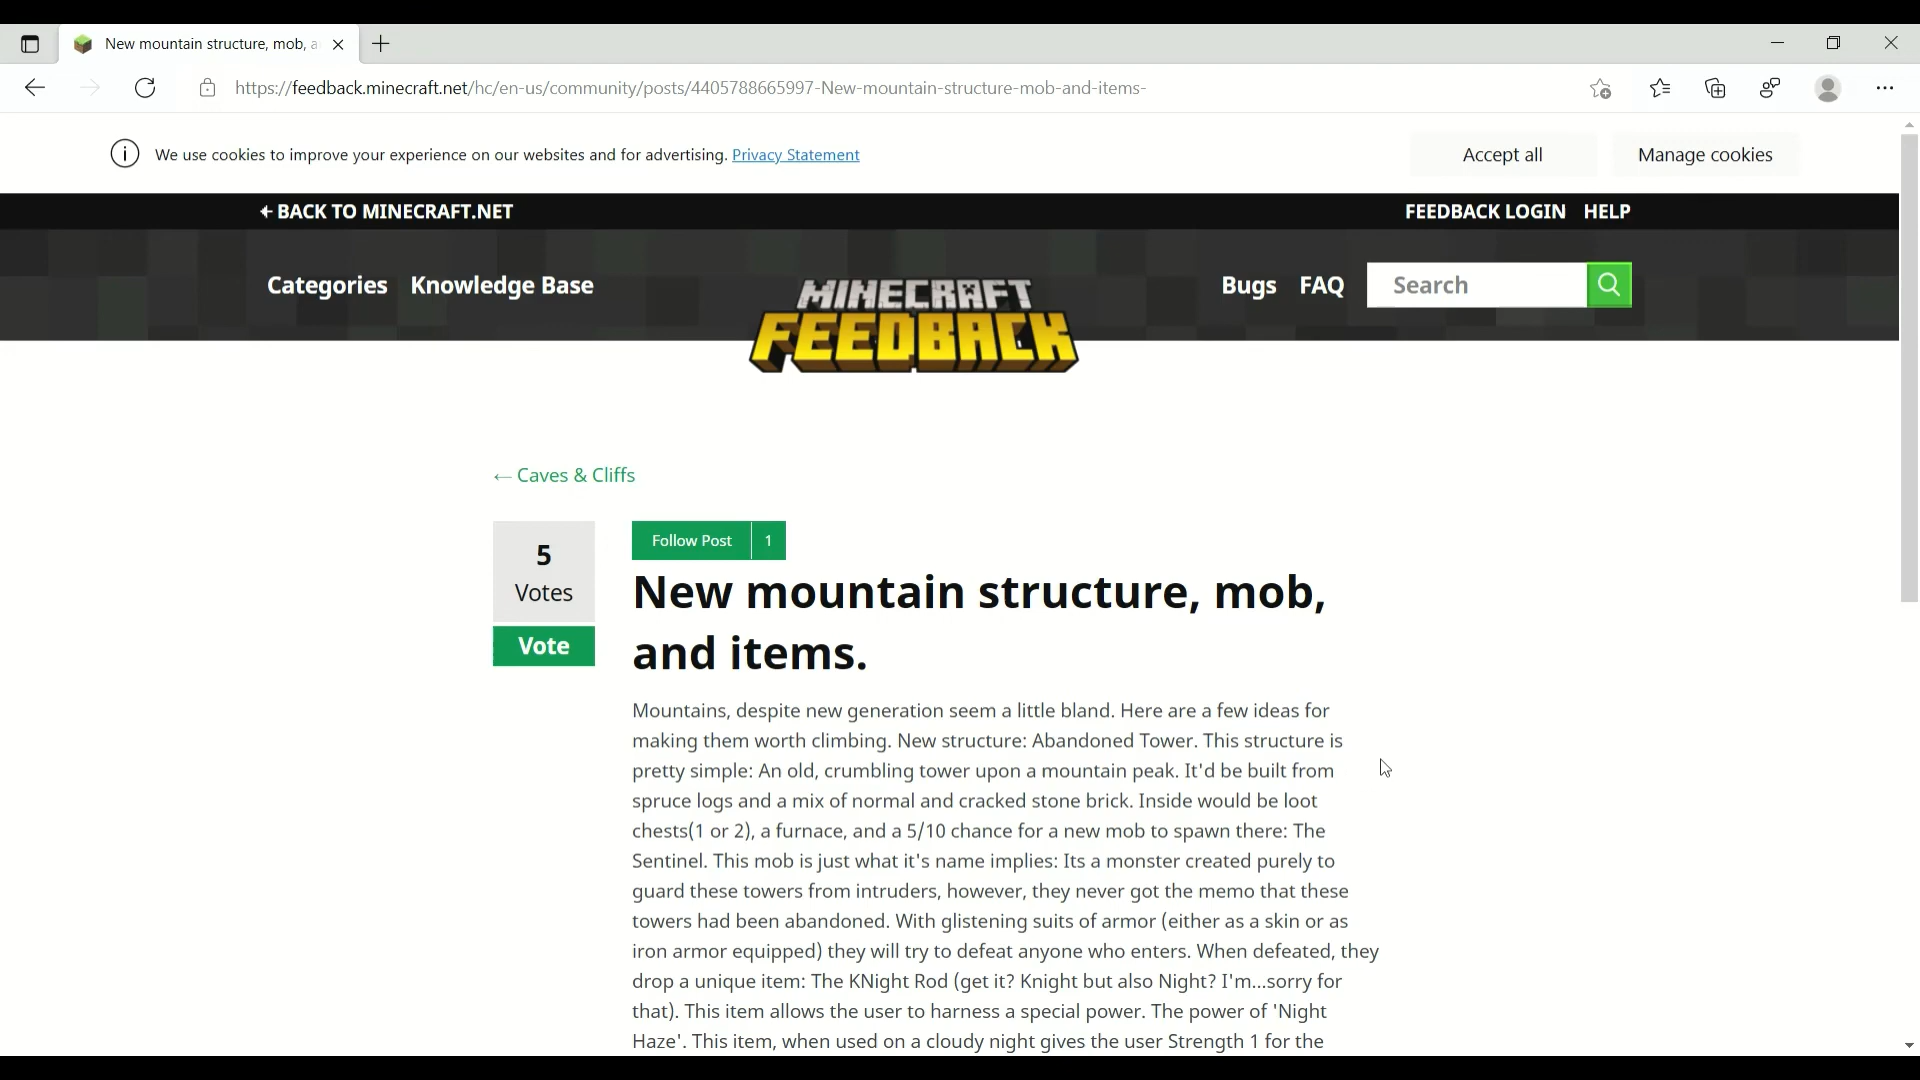 New mountain structure, mob, a
https://feedback.minecraft.net/hc/en-us/community/posts/4405788665997-New-mountain-structure-mob-and-items-
We use cookies to improve your experience on our websites and for advertising. Privacy Statement
Accept all
Manage cookies
BACK TO MINECRAFT.NET
FEEDBACK LOGIN HELP
Categories Knowledge Base
MINECRAFT
FEEDBACK
Bugs FAQ Search
← Caves & Cliffs
5
Votes
Vote
Follow Post 1
New mountain structure, mob,
and items.
Mountains, despite new generation seem a little bland. Here are a few ideas for
making them worth climbing. New structure: Abandoned Tower. This structure is
pretty simple: An old, crumbling tower upon a mountain peak. It'd be built from
spruce logs and a mix of normal and cracked stone brick. Inside would be loot
chests(1 or 2), a furnace, and a 5/10 chance for a new mob to spawn there: The
Sentinel. This mob is just what it's name implies: Its a monster created purely to
guard these towers from intruders, however, they never got the memo that these
towers had been abandoned. With glistening suits of armor (either as a skin or as
iron armor equipped) they will try to defeat anyone who enters. When defeated, they
drop a unique item: The KNight Rod (get it? Knight but also Night? I'm...sorry for
that). This item allows the user to harness a special power. The power of 'Night
Haze'. This item, when used on a cloudy night gives the user Strength 1 for the